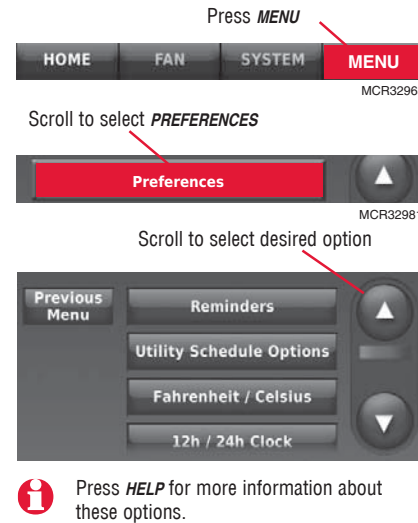 Press MENU
HOME FAN SYSTEM MENU
MCR3296
Scroll to select PREFERENCES
Preferences
MCR32981
Scroll to select desired option
Previous Menu
Reminders
Utility Schedule Options
Fahrenheit / Celsius
12h / 24h Clock
Press HELP for more information about
these options.